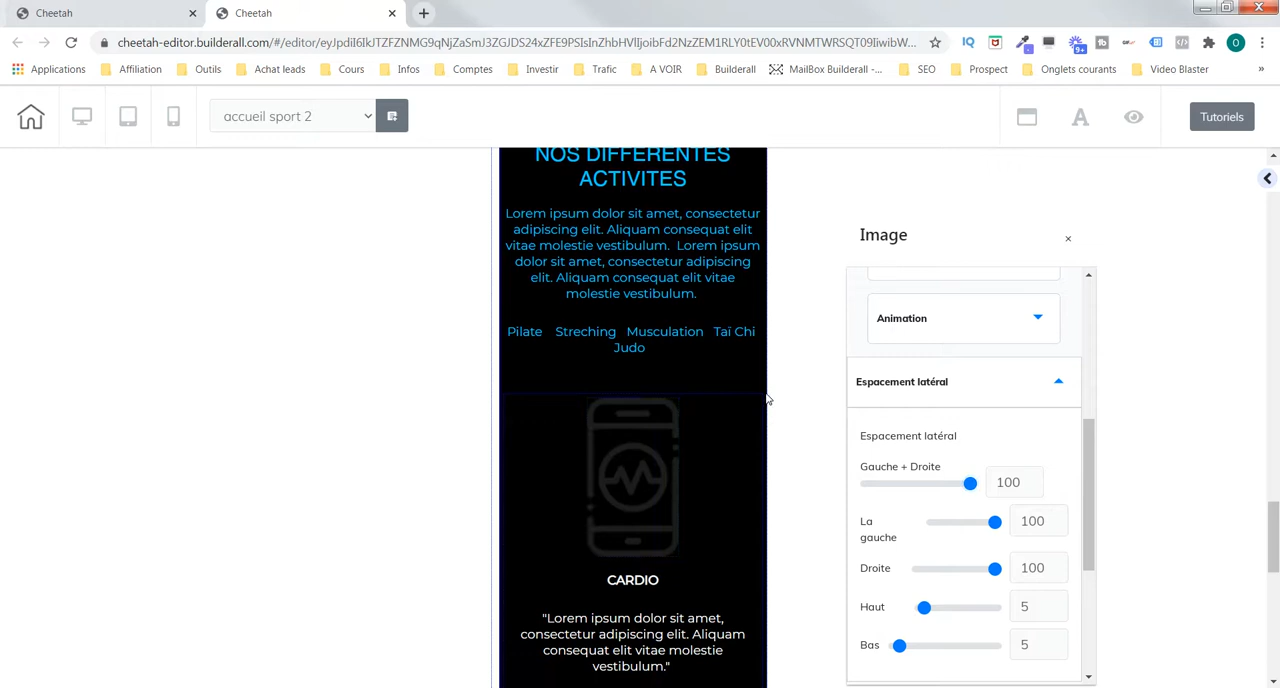 Cheetah
Cheetah
cheetah-editor.builderall.com/#/editor/
IQ
9+
O
Applications
Affiliation
Outils
Achat leads
Cours
Infos
Comptes
Investir
Trafic
A VOIR
Builderall
MailBox Builderall -...
SEO
Prospect
Onglets courants
Video Blaster
»
accueil sport 2
A
Tutoriels
NOS DIFFERENTES
ACTIVITES
Lorem ipsum dolor sit amet, consectetur
adipiscing elit. Aliquam consequat elit
vitae molestie vestibulum.  Lorem ipsum
dolor sit amet, consectetur adipiscing
elit. Aliquam consequat elit vitae
molestie vestibulum.
Pilate Streching Musculation Tai Chi
Judo
CARDIO
"Lorem ipsum dolor sit amet,
consectetur adipiscing elit. Aliquam
consequat elit vitae molestie
vestibulum."
Image
Animation
Espacement latéral
Espacement latéral
Gauche + Droite
100
La
gauche
100
Droite
100
Haut
5
Bas
5